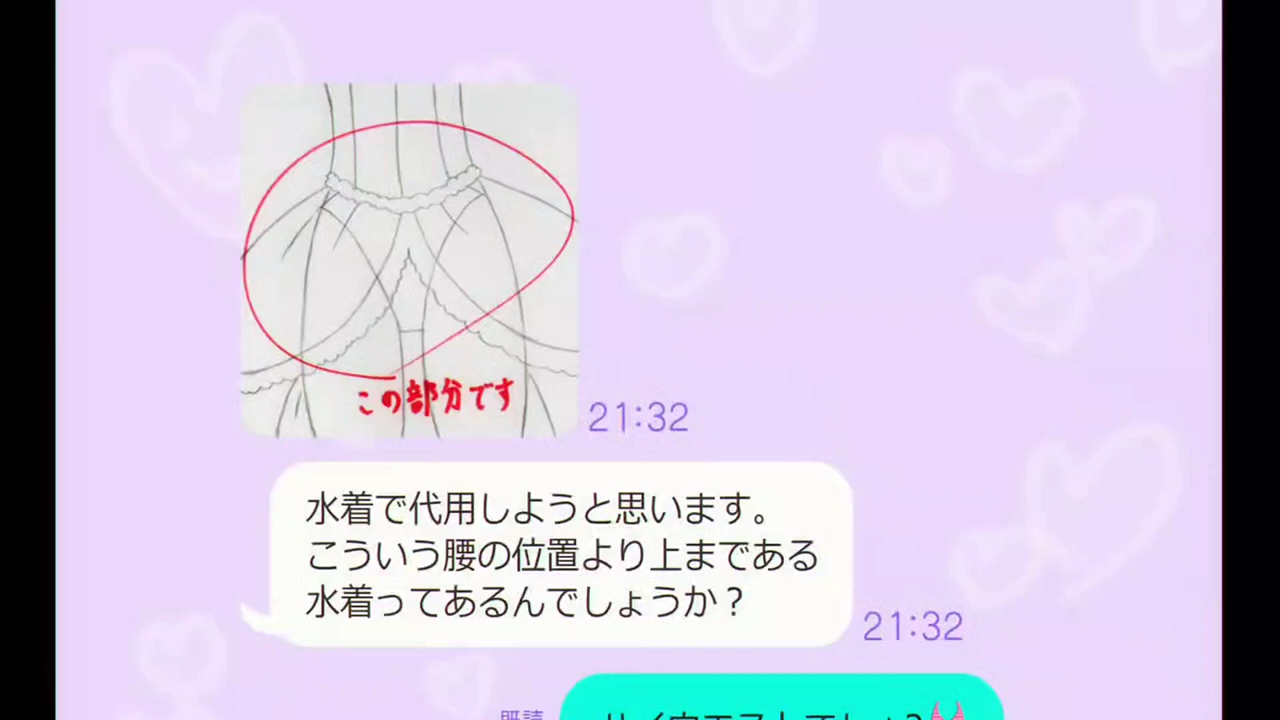 この部分です
21:32
水着で代用しようと思います。
こういう腰の位置より上まである
水着ってあるんでしょうか？
21:32
既読